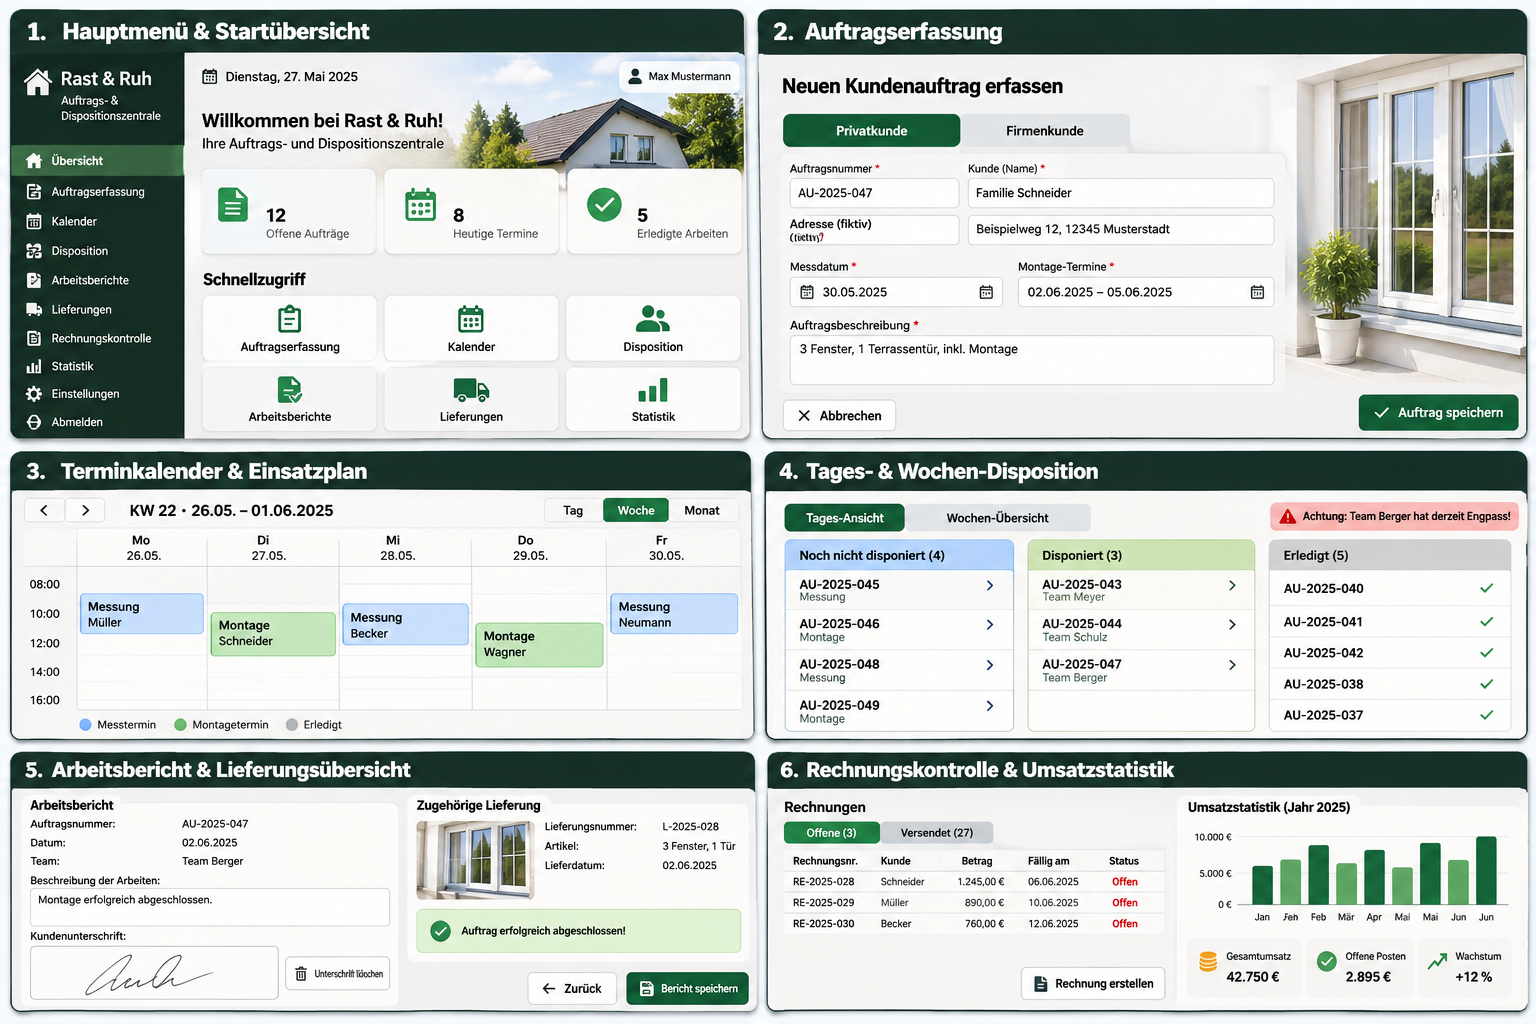 1. Hauptmenü & Startübersicht
Rast & Ruh
Auftrags- &
Dispositionszentrale
Übersicht
Auftragserfassung
Kalender
Disposition
Arbeitsberichte
Lieferungen
Rechnungskontrolle
Statistik
Einstellungen
Abmelden
Dienstag, 27. Mai 2025
Max Mustermann
Willkommen bei Rast & Ruh!
Ihre Auftrags- und Dispositionszentrale
12
Offene Aufträge
8
Heutige Termine
5
Erledigte Arbeiten
Schnellzugriff
Auftragserfassung
Kalender
Disposition
Arbeitsberichte
Lieferungen
Statistik
2. Auftragserfassung
Neuen Kundenauftrag erfassen
Privatkunde
Firmenkunde
Auftragsnummer *
Kunde (Name) *
AU-2025-047
Familie Schneider
Adresse (fiktiv)
Beispielweg 12, 12345 Musterstadt
Messdatum *
Montage-Termine *
30.05.2025
02.06.2025 – 05.06.2025
Auftragsbeschreibung *
3 Fenster, 1 Terrassentür, inkl. Montage
Abbrechen
Auftrag speichern
3. Terminkalender & Einsatzplan
KW 22 • 26.05. – 01.06.2025
Tag
Woche
Monat
Mo
26.05.
Di
27.05.
Mi
28.05.
Do
29.05.
Fr
30.05.
08:00
10:00
12:00
14:00
16:00
Messung
Müller
Montage
Schneider
Messung
Becker
Montage
Wagner
Messung
Neumann
Messtermin
Montagetermin
Erledigt
4. Tages- & Wochen-Disposition
Tages-Ansicht
Wochen-Übersicht
Achtung: Team Berger hat derzeit Engpass!
Noch nicht disponiert (4)
AU-2025-045
Messung
AU-2025-046
Montage
AU-2025-048
Messung
AU-2025-049
Montage
Disponiert (3)
AU-2025-043
Team Meyer
AU-2025-044
Team Schulz
AU-2025-047
Team Berger
Erledigt (5)
AU-2025-040
AU-2025-041
AU-2025-042
AU-2025-038
AU-2025-037
5. Arbeitsbericht & Lieferungsübersicht
Arbeitsbericht
Auftragsnummer: AU-2025-047
Datum: 02.06.2025
Team: Team Berger
Beschreibung der Arbeiten:
Montage erfolgreich abgeschlossen.
Kundenunterschrift:
Unterschrift löschen
Zugehörige Lieferung
Lieferungsnummer: L-2025-028
Artikel: 3 Fenster, 1 Tür
Lieferdatum: 02.06.2025
Auftrag erfolgreich abgeschlossen!
Zurück
Bericht speichern
6. Rechnungskontrolle & Umsatzstatistik
Rechnungen
Offene (3)
Versendet (27)
Rechnungsnr. Kunde Betrag Fällig am Status
RE-2025-028 Schneider 1.245,00 € 06.06.2025 Offen
RE-2025-029 Müller 890,00 € 10.06.2025 Offen
RE-2025-030 Becker 760,00 € 12.06.2025 Offen
Rechnung erstellen
Umsatzstatistik (Jahr 2025)
10.000 €
5.000 €
0 €
Jan Feh Feb Mär Apr Mai Mai Jun Jun
Gesamtumsatz
42.750 €
Offene Posten
2.895 €
Wachstum
+12 %